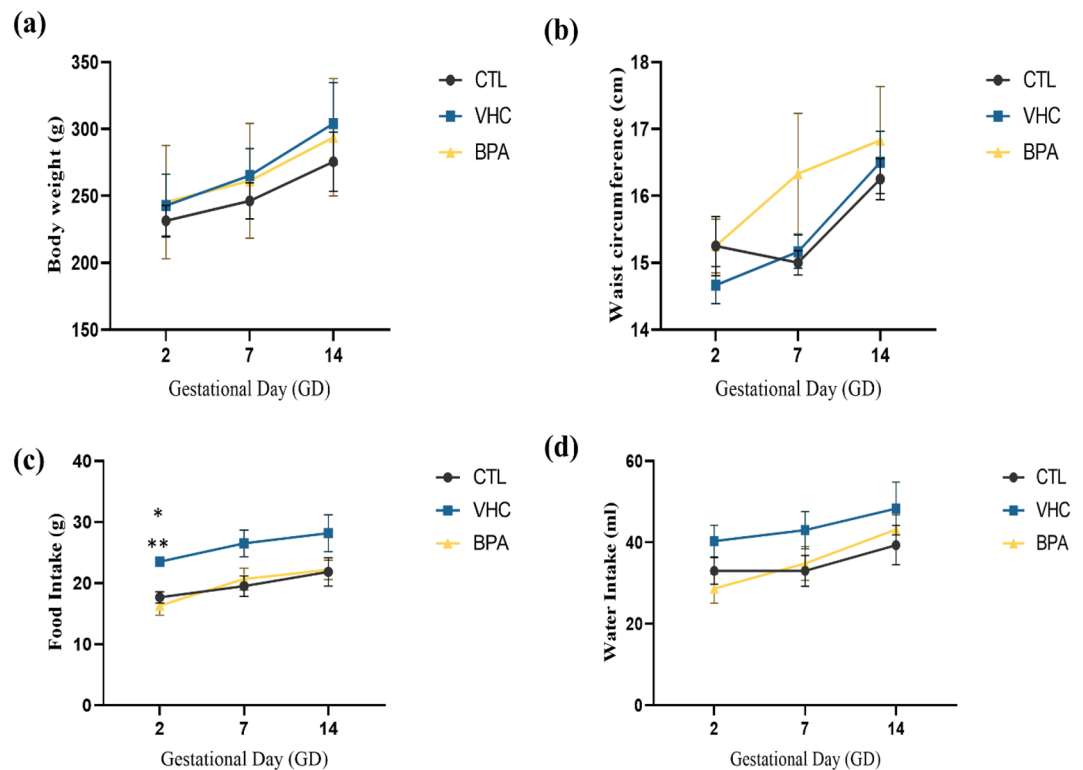 (a)
350
300
250
200
150
Body weight (g)
2 7 14
Gestational Day (GD)
CTL
VHC
BPA
(b)
18
17
16
15
14
Waist circumference (cm)
2 7 14
Gestational Day (GD)
CTL
VHC
BPA
(c)
40
30
20
10
0
Food Intake (g)
*
**
2 7 14
Gestational Day (GD)
CTL
VHC
BPA
(d)
60
40
20
0
Water Intake (ml)
2 7 14
Gestational Day (GD)
CTL
VHC
BPA